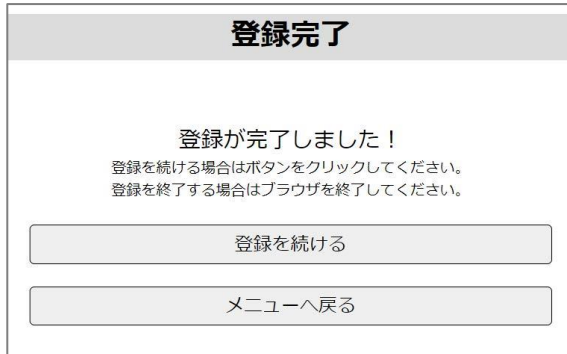 登録完了
登録が完了しました！
登録を続ける場合はボタンをクリックしてください。
登録を終了する場合はブラウザを終了してください。
登録を続ける
メニューへ戻る